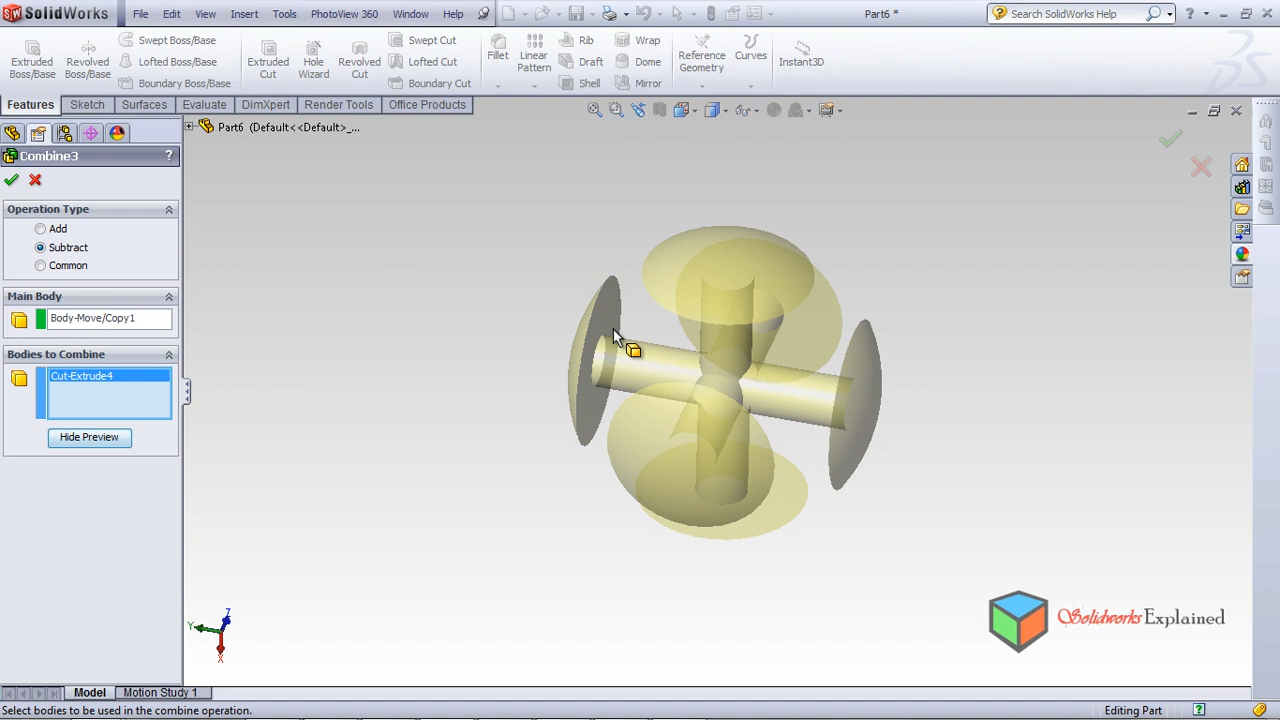 SolidWorks File Edit View Insert Tools PhotoView 360 Window Help Part6 * Search SolidWorks Help
Extruded Boss/Base
Revolved Boss/Base
Swept Boss/Base
Lofted Boss/Base
Boundary Boss/Base
Extruded Cut
Hole Wizard
Revolved Cut
Swept Cut
Lofted Cut
Boundary Cut
Fillet
Linear Pattern
Rib
Draft
Shell
Wrap
Dome
Mirror
Reference Geometry
Curves
Instant3D
Features Sketch Surfaces Evaluate DimXpert Render Tools Office Products
Part6 (Default<<Default>_...
Combine3 ?
Operation Type
Add
Subtract
Common
Main Body
Body-Move/Copy1
Bodies to Combine
Cut-Extrude4
Hide Preview
Z
Y
X
Solidworks Explained
Model Motion Study 1
Select bodies to be used in the combine operation. Editing Part